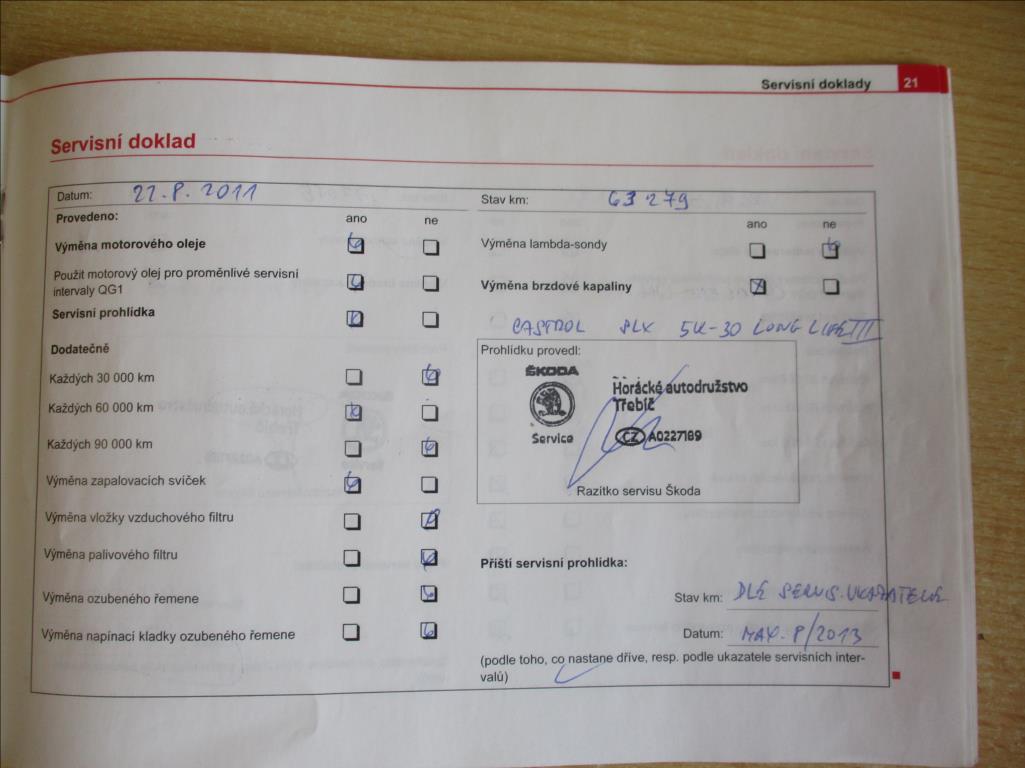 Servisní doklady 21
Servisní doklad
Datum: 22.8.2011
Stav km: 63 279
Provedeno: ano ne
ano ne
Výměna motorového oleje
Výměna lambda-sondy
Použit motorový olej pro proměnlivé servisní
intervaly QG1
Výměna brzdové kapaliny
Servisní prohlídka
CASTROL SLX 5W-30 LONG LIFE III
Dodatečně
Každých 30 000 km
Každých 60 000 km
Každých 90 000 km
Výměna zapalovacích svíček
Výměna vložky vzduchového filtru
Výměna palivového filtru
Výměna ozubeného řemene
Výměna napínací kladky ozubeného řemene
Prohlídku provedl:
ŠKODA
Service
Horácké autodružstvo
Třebíč
CZ A0227189
Razítko servisu Škoda
Příští servisní prohlídka:
Stav km: DLE SERVIS. UKAZATELE
Datum: MAX. 8/2013
(podle toho, co nastane dříve, resp. podle ukazatele servisních inter-
valů)